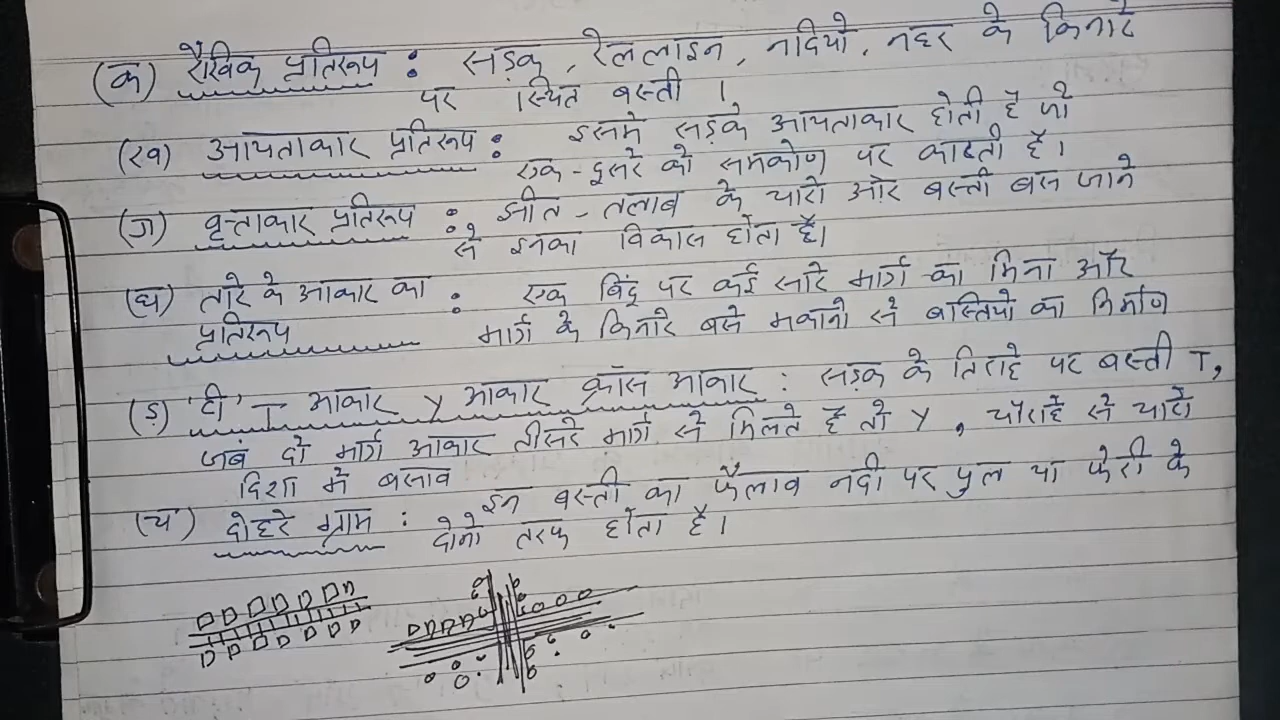 (क) रैखिक प्रतिरूप : सड़क, रेललाइन, नदियो, नहर के किनारे
पर स्थित बस्ती ।
(ख) आयताकार प्रतिरूप : इसमे सड़के आयताकार होती है जो
एक-दूसरे को समकोण पर काटती है।
(ज) वृत्ताकार प्रतिरूप : झील-तलाब के चारो ओर बस्ती बस जाने
से इनका विकास होता है।
(घ) तारे के आकार का : एक बिंदु पर कई सारे मार्ग का मिना और
प्रतिरूप मार्ग के किनारे बसे मकानो से बस्तियो का निर्माण
(ड़) 'टी' T आकार Y आकार क्रॉस आकार : सड़क के तिराहे पर बस्ती T,
जब दो मार्ग आकार तीसरे मार्ग से मिलते है तो Y , चौराहे से चारो
दिशा मे बसाव
(च) दोहरे ग्राम : इन बस्ती का फैलाव नदी पर पुल या फेरी के
दोनो तरफ होता है।